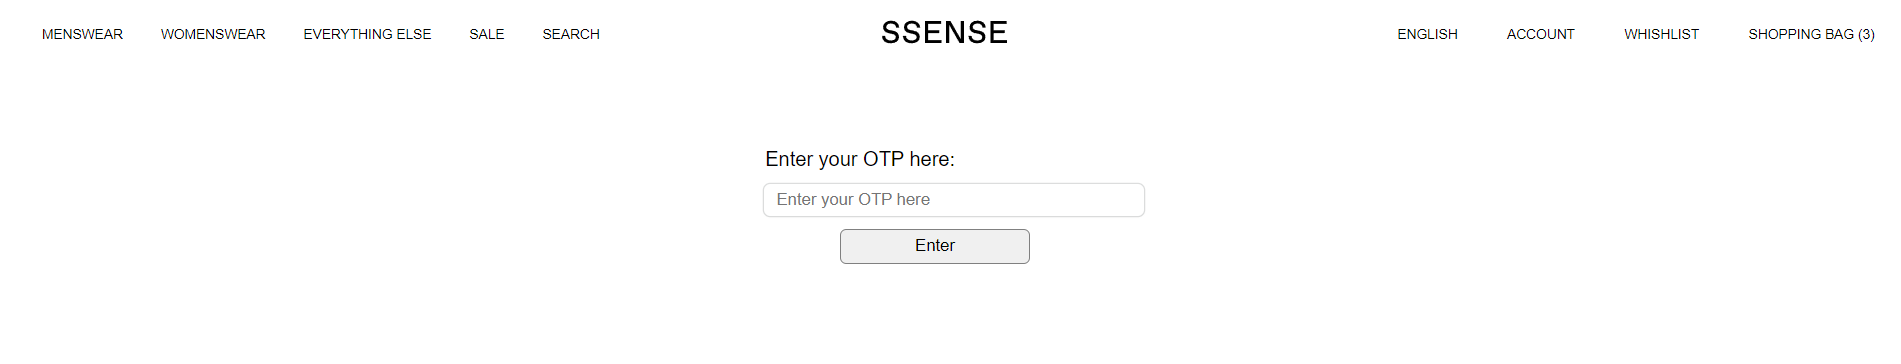 MENSWEAR WOMENSWEAR EVERYTHING ELSE SALE SEARCH SSENSE ENGLISH ACCOUNT WHISHLIST SHOPPING BAG (3)
Enter your OTP here:
Enter your OTP here
Enter